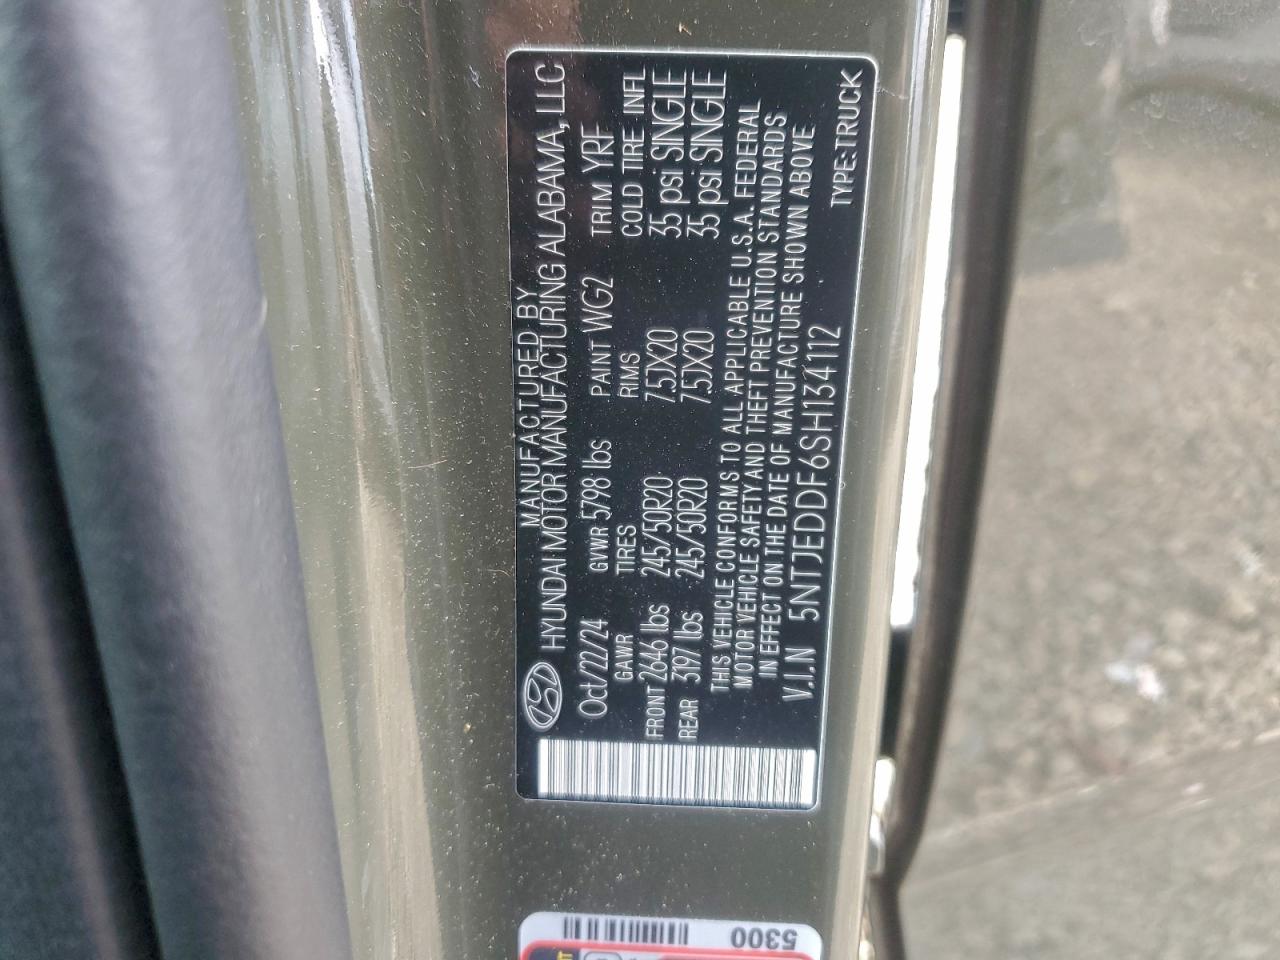 MANUFACTURED BY
HYUNDAI MOTOR MANUFACTURING ALABAMA, LLC
Oct/22/24 GVWR 5798 lbs PAINT WG2 TRIM YRF
GAWR TIRES RIMS COLD TIRE INFL
FRONT 2646 lbs 245/50R20 7.5JX20 35 psi SINGLE
REAR 3197 lbs 245/50R20 7.5JX20 35 psi SINGLE
THIS VEHICLE CONFORMS TO ALL APPLICABLE U.S.A. FEDERAL
MOTOR VEHICLE SAFETY AND THEFT PREVENTION STANDARDS
IN EFFECT ON THE DATE OF MANUFACTURE SHOWN ABOVE
V.I.N 5NTJEDDF6SH134112 TYPE:TRUCK
5300